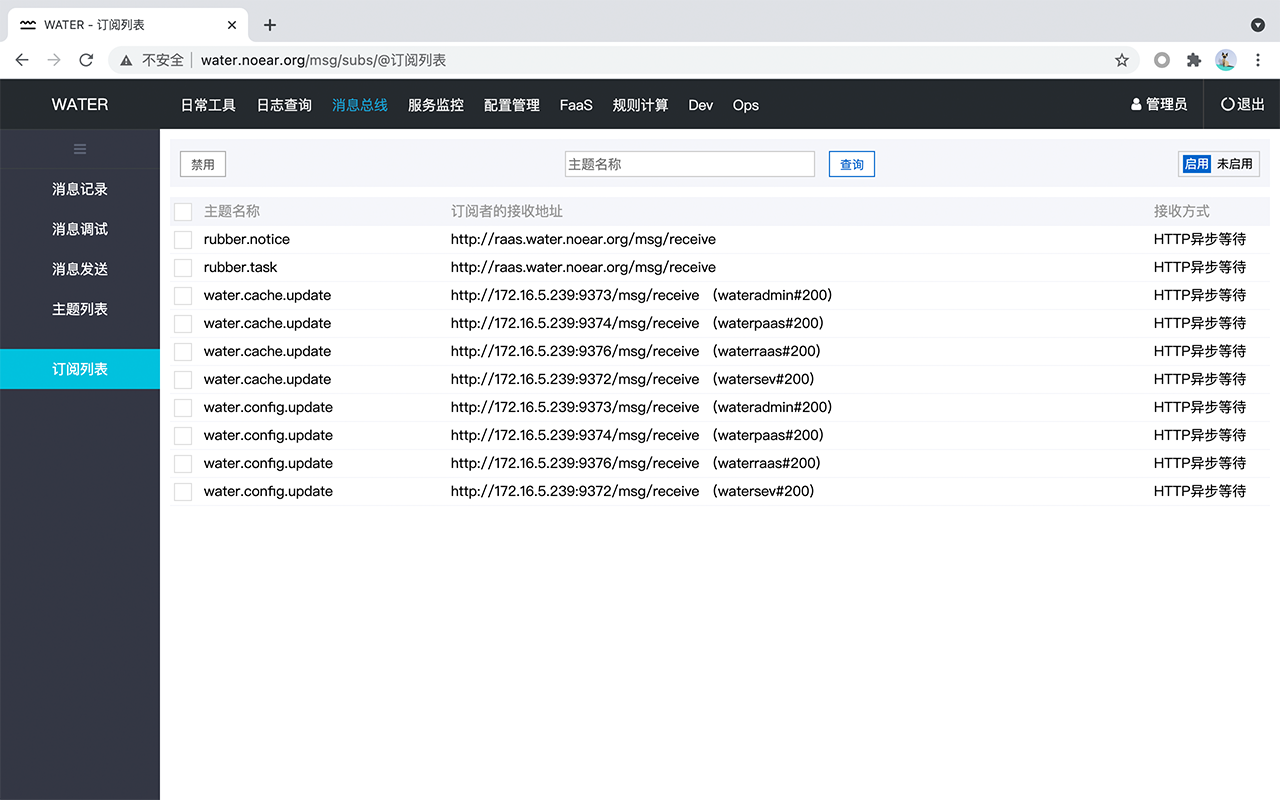 WATER - 订阅列表
不安全 water.noear.org/msg/subs/@订阅列表
WATER 日常工具 日志查询 消息总线 服务监控 配置管理 FaaS 规则计算 Dev Ops 管理员 退出
消息记录
消息调试
消息发送
主题列表
订阅列表
禁用 主题名称 查询 启用 未启用
主题名称 订阅者的接收地址 接收方式
rubber.notice http://raas.water.noear.org/msg/receive HTTP异步等待
rubber.task http://raas.water.noear.org/msg/receive HTTP异步等待
water.cache.update http://172.16.5.239:9373/msg/receive (wateradmin#200) HTTP异步等待
water.cache.update http://172.16.5.239:9374/msg/receive (waterpaas#200) HTTP异步等待
water.cache.update http://172.16.5.239:9376/msg/receive (waterraas#200) HTTP异步等待
water.cache.update http://172.16.5.239:9372/msg/receive (watersev#200) HTTP异步等待
water.config.update http://172.16.5.239:9373/msg/receive (wateradmin#200) HTTP异步等待
water.config.update http://172.16.5.239:9374/msg/receive (waterpaas#200) HTTP异步等待
water.config.update http://172.16.5.239:9376/msg/receive (waterraas#200) HTTP异步等待
water.config.update http://172.16.5.239:9372/msg/receive (watersev#200) HTTP异步等待